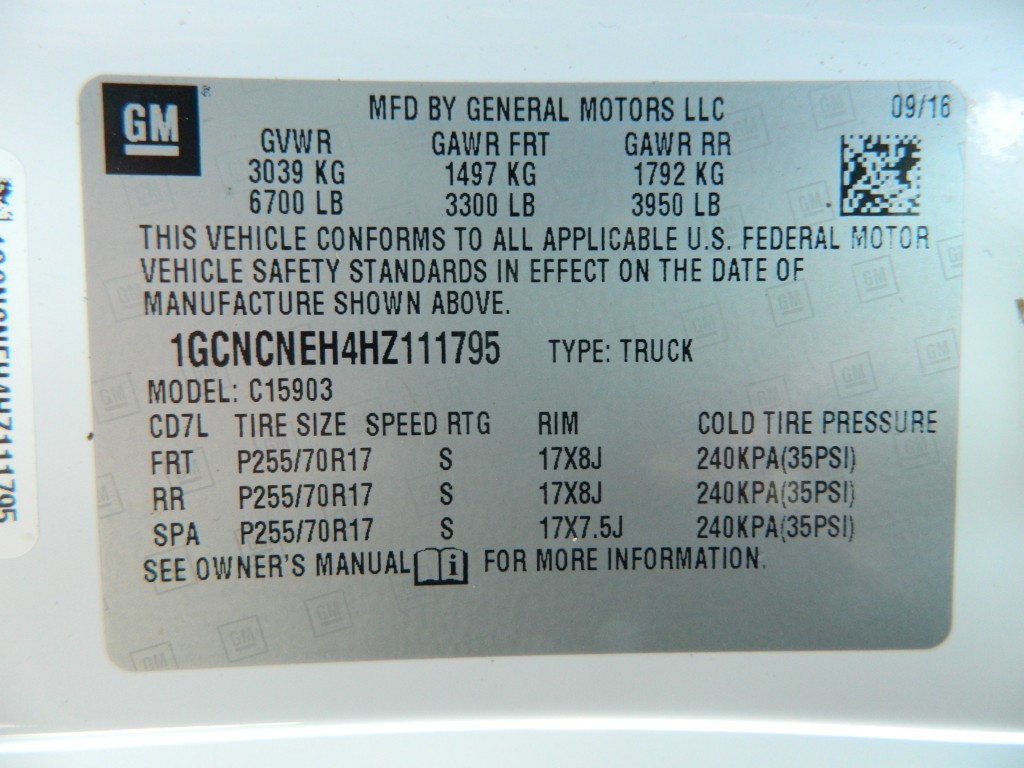 GM
MFD BY GENERAL MOTORS LLC 09/16
GVWR GAWR FRT GAWR RR
3039 KG 1497 KG 1792 KG
6700 LB 3300 LB 3950 LB
THIS VEHICLE CONFORMS TO ALL APPLICABLE U.S. FEDERAL MOTOR
VEHICLE SAFETY STANDARDS IN EFFECT ON THE DATE OF
MANUFACTURE SHOWN ABOVE.
1GCNCNEH4HZ111795 TYPE: TRUCK
MODEL: C15903
CD7L TIRE SIZE SPEED RTG RIM COLD TIRE PRESSURE
FRT P255/70R17 S 17X8J 240KPA(35PSI)
RR P255/70R17 S 17X8J 240KPA(35PSI)
SPA P255/70R17 S 17X7.5J 240KPA(35PSI)
SEE OWNER'S MANUAL i FOR MORE INFORMATION.